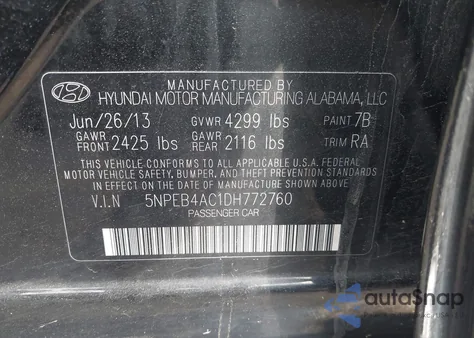 MANUFACTURED BY
HYUNDAI MOTOR MANUFACTURING ALABAMA, LLC
Jun/26/13 GVWR 4299 lbs PAINT 7B
GAWR FRONT 2425 lbs GAWR REAR 2116 lbs TRIM RA
THIS VEHICLE CONFORMS TO ALL APPLICABLE U.S.A. FEDERAL
MOTOR VEHICLE SAFETY, BUMPER, AND THEFT PREVENTION STANDARDS
IN EFFECT ON THE DATE OF MANUFACTURE SHOWN ABOVE.
V.I.N 5NPEB4AC1DH772760
PASSENGER CAR
autoSnap